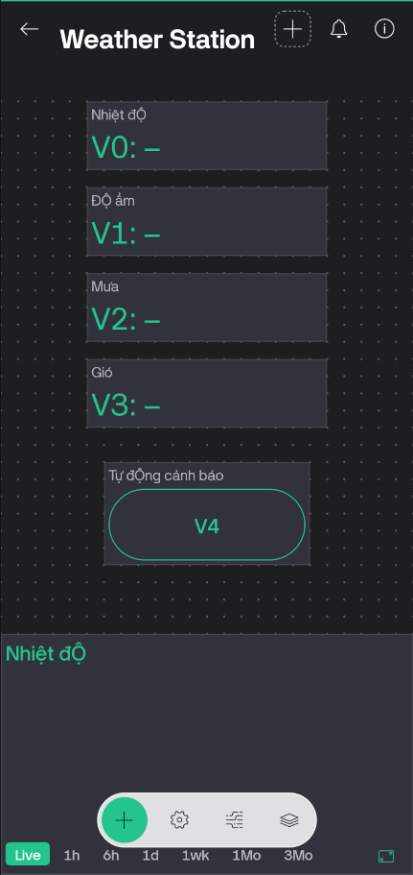 Weather Station
Nhiệt độ
V0: –
Độ ẩm
V1: –
Mưa
V2: –
Gió
V3: –
Tự động cảnh báo
V4
Nhiệt độ
Live 1h 6h 1d 1wk 1Mo 3Mo